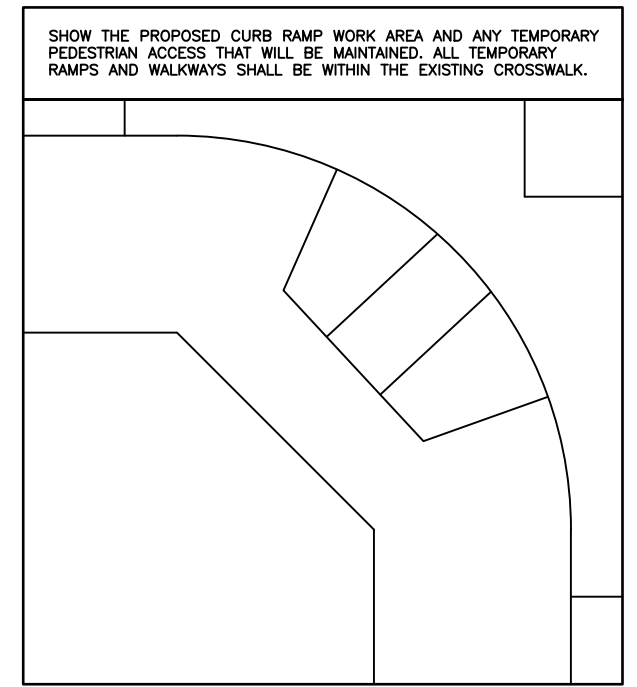 SHOW THE PROPOSED CURB RAMP WORK AREA AND ANY TEMPORARY
PEDESTRIAN ACCESS THAT WILL BE MAINTAINED. ALL TEMPORARY
RAMPS AND WALKWAYS SHALL BE WITHIN THE EXISTING CROSSWALK.